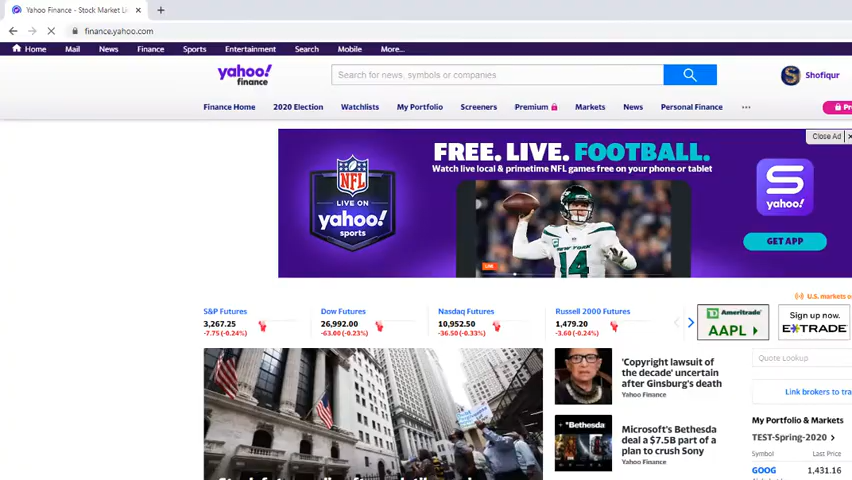 Yahoo Finance - Stock Market Li
finance.yahoo.com
Home Mail News Finance Sports Entertainment Search Mobile More...
yahoo!
finance
Search for news, symbols or companies
Shofiqur
Finance Home 2020 Election Watchlists My Portfolio Screeners Premium Markets News Personal Finance ...
Pr
Close Ad X
NFL
LIVE ON
yahoo!
sports
FREE. LIVE. FOOTBALL.
Watch live local & primetime NFL games free on your phone or tablet
NEW YORK
14
LIVE
S
yahoo!
GET APP
U.S. markets o
S&P Futures
3,267.25
-7.75 (-0.24%)
Dow Futures
26,992.00
-63.00 (-0.23%)
Nasdaq Futures
10,952.50
-36.50 (-0.33%)
Russell 2000 Futures
1,479.20
-3.60 (-0.24%)
TD Ameritrade
AAPL
Sign up now.
E*TRADE
'Copyright lawsuit of
the decade' uncertain
after Ginsburg's death
Yahoo Finance
Bethesda
Microsoft's Bethesda
deal a $7.5B part of a
plan to crush Sony
Yahoo Finance
Quote Lookup
Link brokers to tra
My Portfolio & Markets
TEST-Spring-2020
Symbol Last Price
GOOG 1,431.16